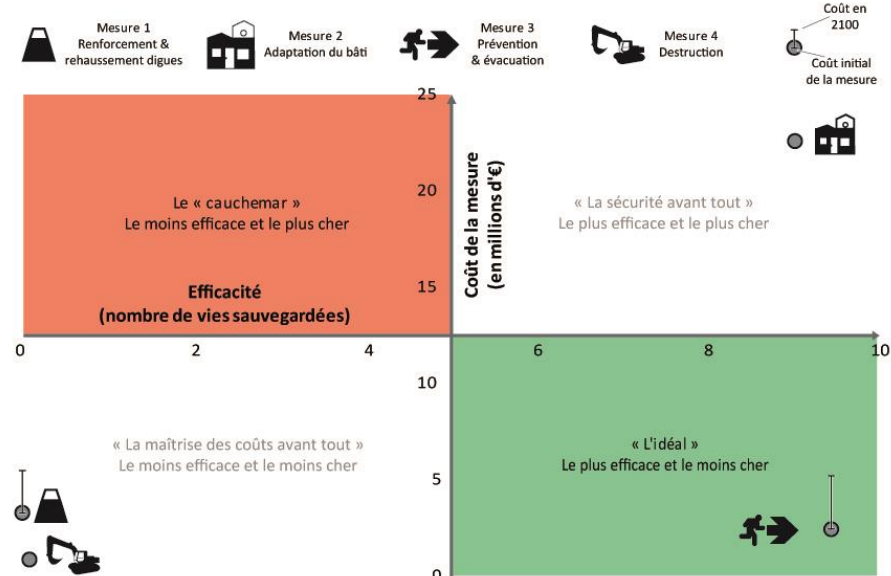 Mesure 1
Renforcement &
rehaussement digues
Mesure 2
Adaptation du bâti
Mesure 3
Prévention
& évacuation
Mesure 4
Destruction
Coût en
2100
Coût initial
de la mesure
25
20
15
10
5
0
Coût de la mesure
(en millions d'€)
Le « cauchemar »
Le moins efficace et le plus cher
« La sécurité avant tout »
Le plus efficace et le plus cher
Efficacité
(nombre de vies sauvegardées)
0
2
4
6
8
10
« La maîtrise des coûts avant tout »
Le moins efficace et le moins cher
« L'idéal »
Le plus efficace et le moins cher